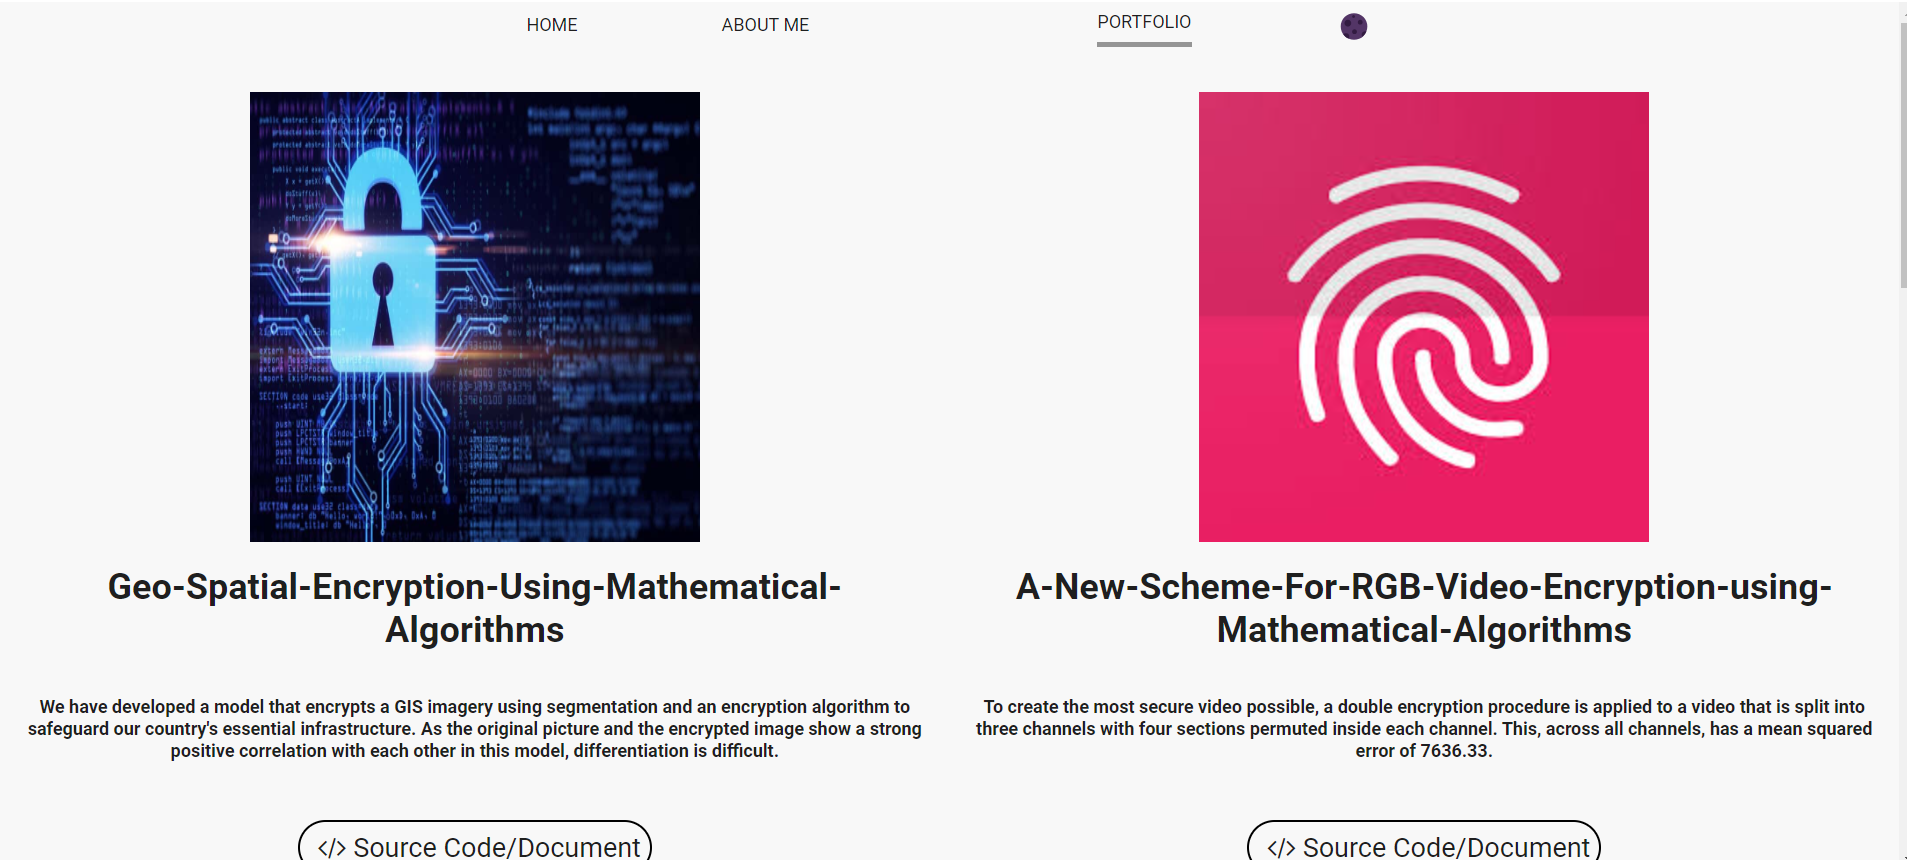 HOME
ABOUT ME
PORTFOLIO
Geo-Spatial-Encryption-Using-Mathematical-
Algorithms
We have developed a model that encrypts a GIS imagery using segmentation and an encryption algorithm to
safeguard our country's essential infrastructure. As the original picture and the encrypted image show a strong
positive correlation with each other in this model, differentiation is difficult.
</> Source Code/Document
A-New-Scheme-For-RGB-Video-Encryption-using-
Mathematical-Algorithms
To create the most secure video possible, a double encryption procedure is applied to a video that is split into
three channels with four sections permuted inside each channel. This, across all channels, has a mean squared
error of 7636.33.
</> Source Code/Document